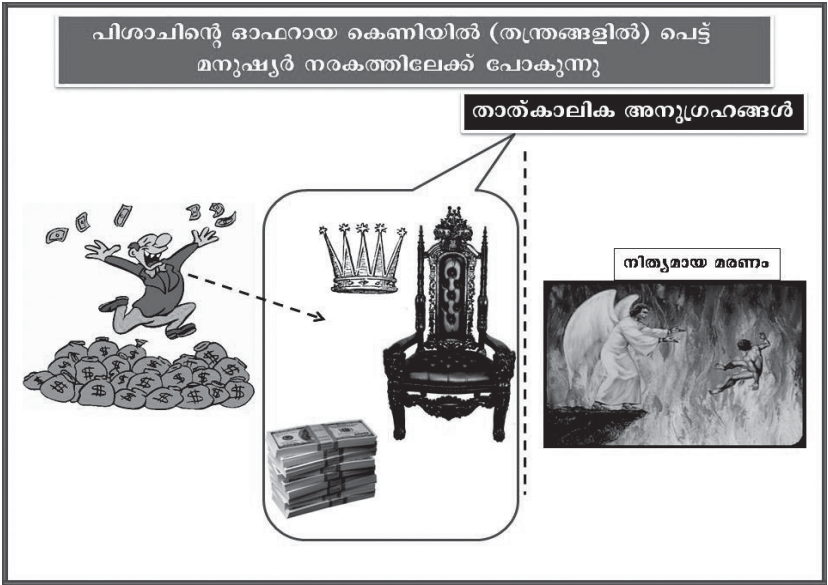 പിശാചിന്റെ ഓഫറായ കെണിയിൽ (തന്ത്രങ്ങളിൽ) പെട്ട്
മനുഷ്യർ നരകത്തിലേക്ക് പോകുന്നു
താത്കാലിക അനുഗ്രഹങ്ങൾ
നിത്യമായ മരണം